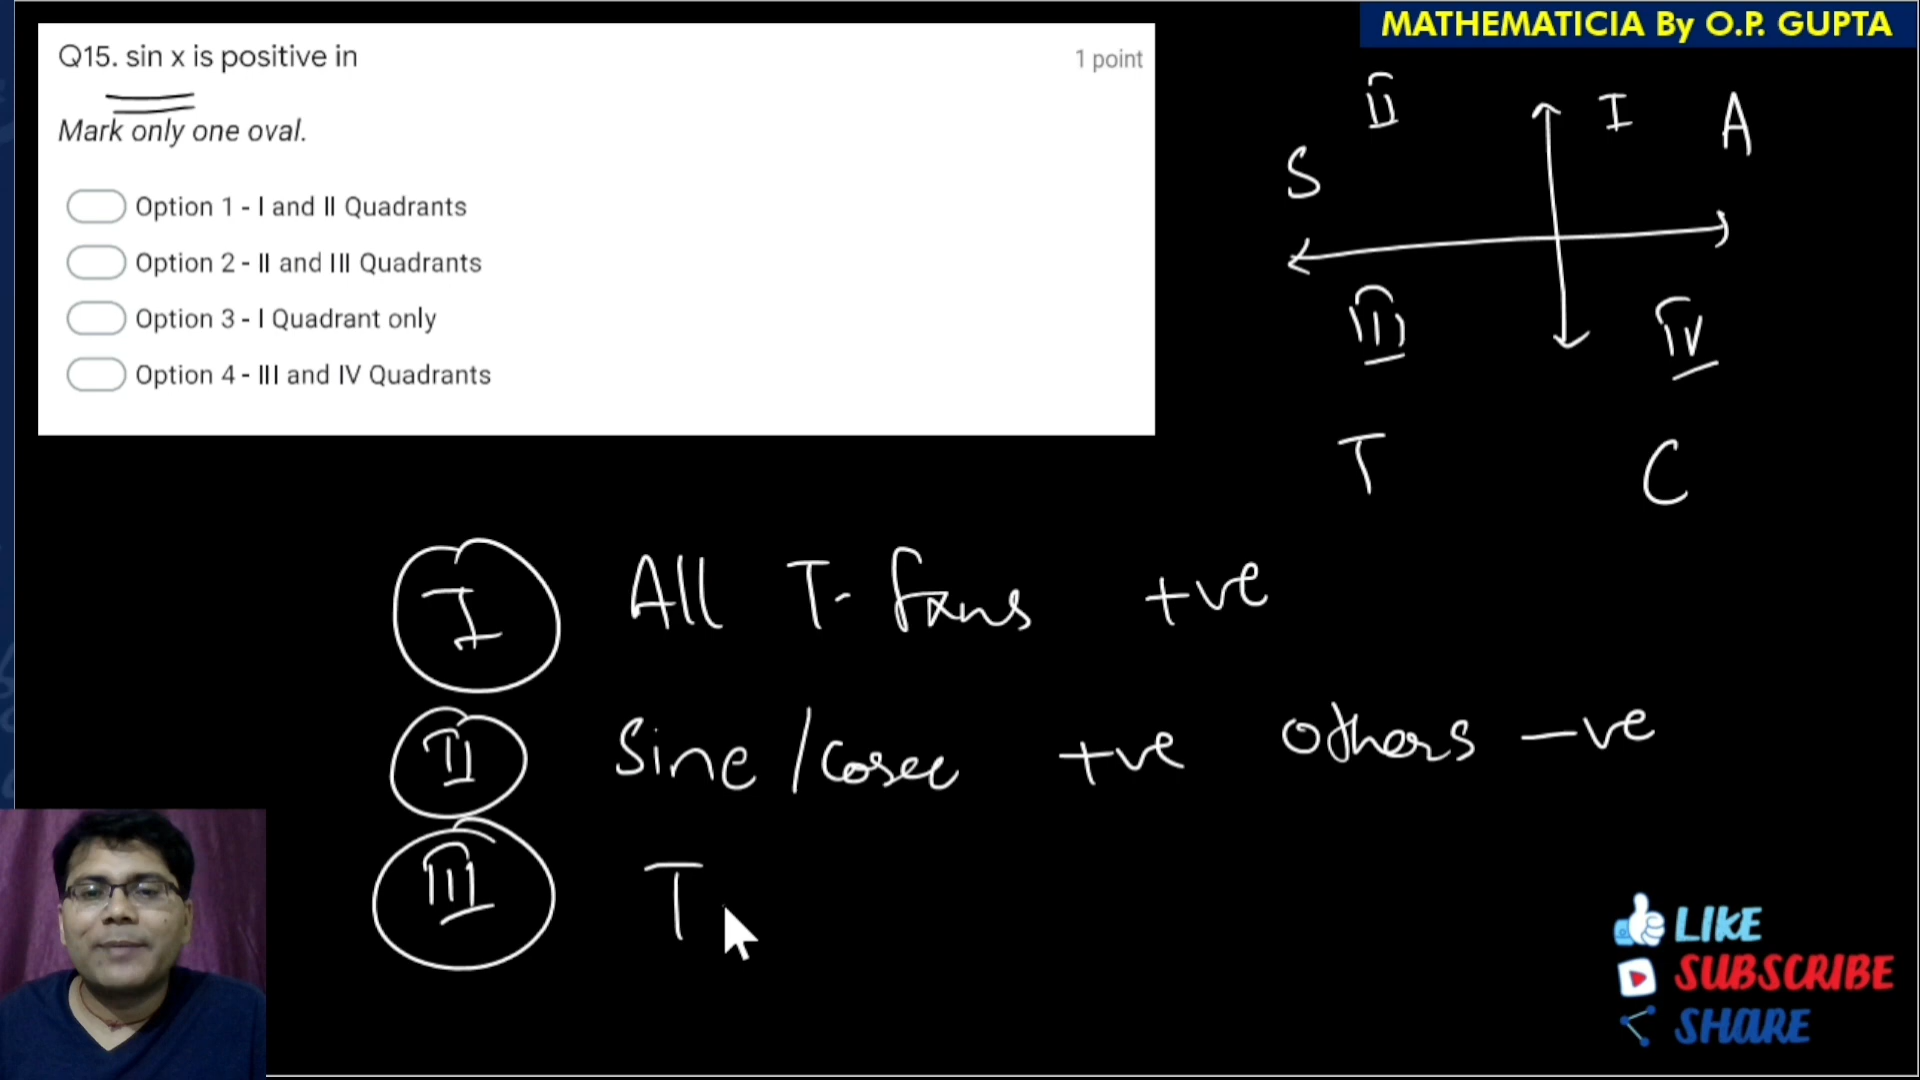 MATHEMATICIA By O.P. GUPTA
Q15. sin x is positive in
1 point
Mark only one oval.
Option 1 - I and II Quadrants
Option 2 - II and III Quadrants
Option 3 - I Quadrant only
Option 4 - III and IV Quadrants
II I A
S
III IV
T C
I All T- fxns +ve
II Sine/cosec +ve others -ve
III T
LIKE
SUBSCRIBE
SHARE